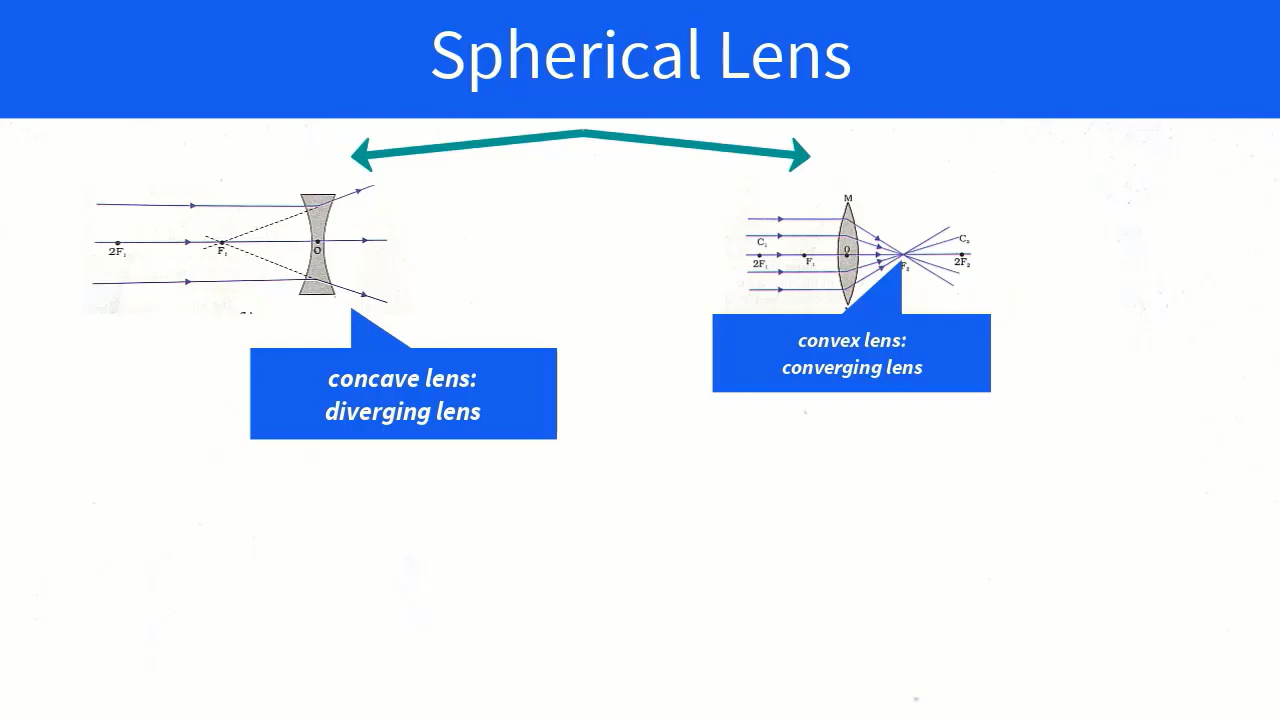 Spherical Lens
2F₁
F₁
O
concave lens:
diverging lens
M
C₁
C₂
2F₁
F₁
O
F₂
2F₂
convex lens:
converging lens